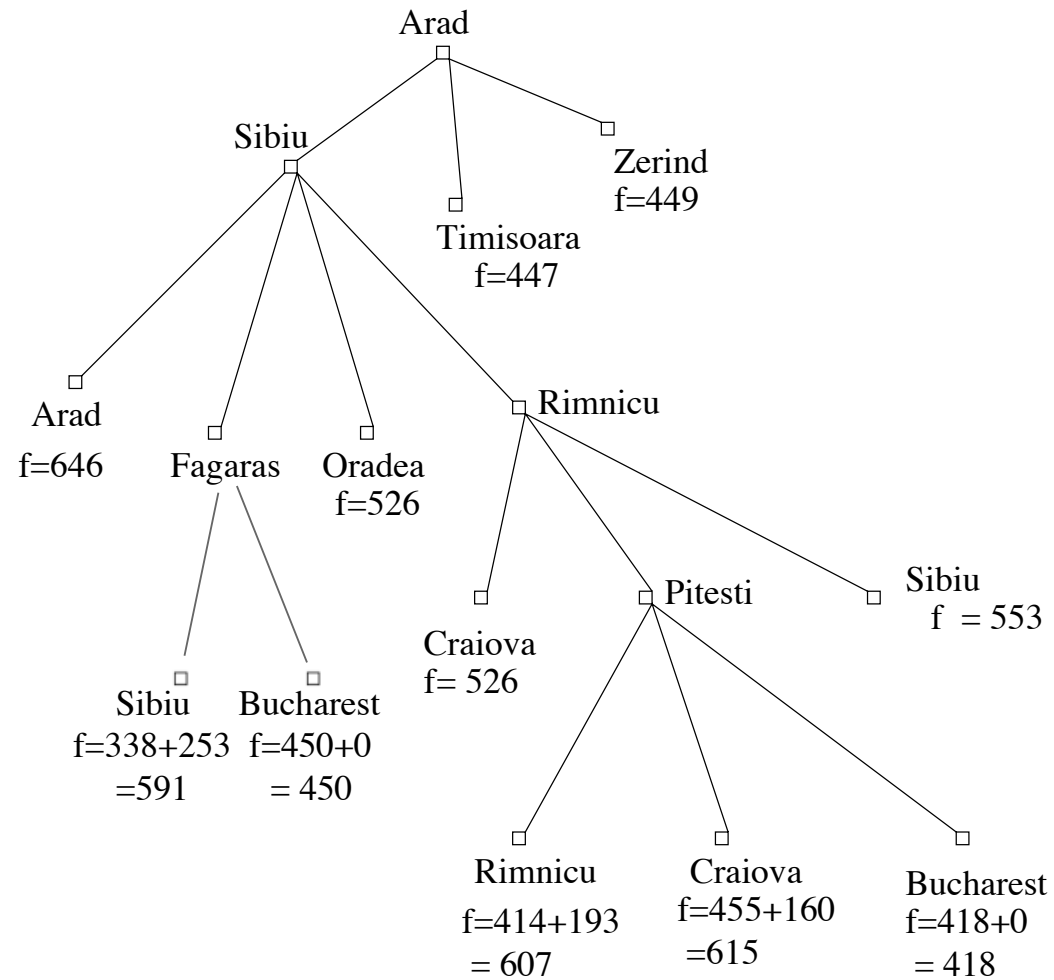 Arad
Sibiu
Zerind
f=449
Timisoara
f=447
Arad
f=646
Fagaras
Oradea
f=526
Rimnicu
Sibiu
f = 553
Pitesti
Craiova
f= 526
Sibiu
f=338+253
=591
Bucharest
f=450+0
= 450
Rimnicu
f=414+193
= 607
Craiova
f=455+160
=615
Bucharest
f=418+0
= 418